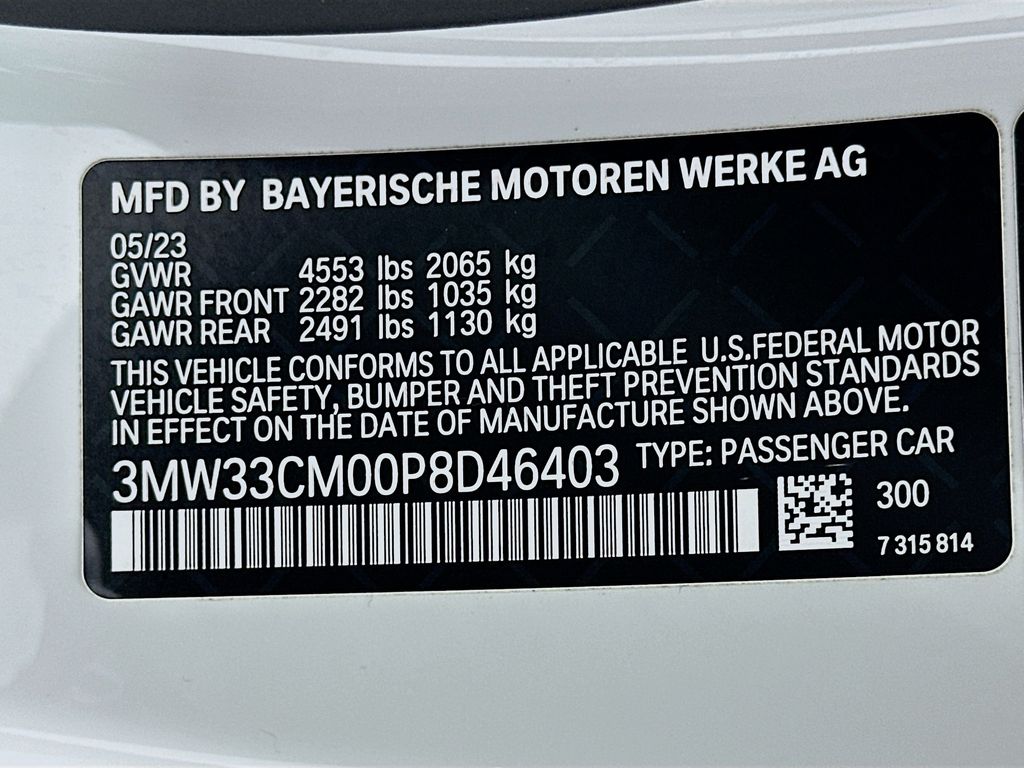 MFD BY BAYERISCHE MOTOREN WERKE AG
05/23
GVWR 4553 lbs 2065 kg
GAWR FRONT 2282 lbs 1035 kg
GAWR REAR 2491 lbs 1130 kg
THIS VEHICLE CONFORMS TO ALL APPLICABLE U.S.FEDERAL MOTOR
VEHICLE SAFETY, BUMPER AND THEFT PREVENTION STANDARDS
IN EFFECT ON THE DATE OF MANUFACTURE SHOWN ABOVE.
3MW33CM00P8D46403 TYPE: PASSENGER CAR
300
7 315 814